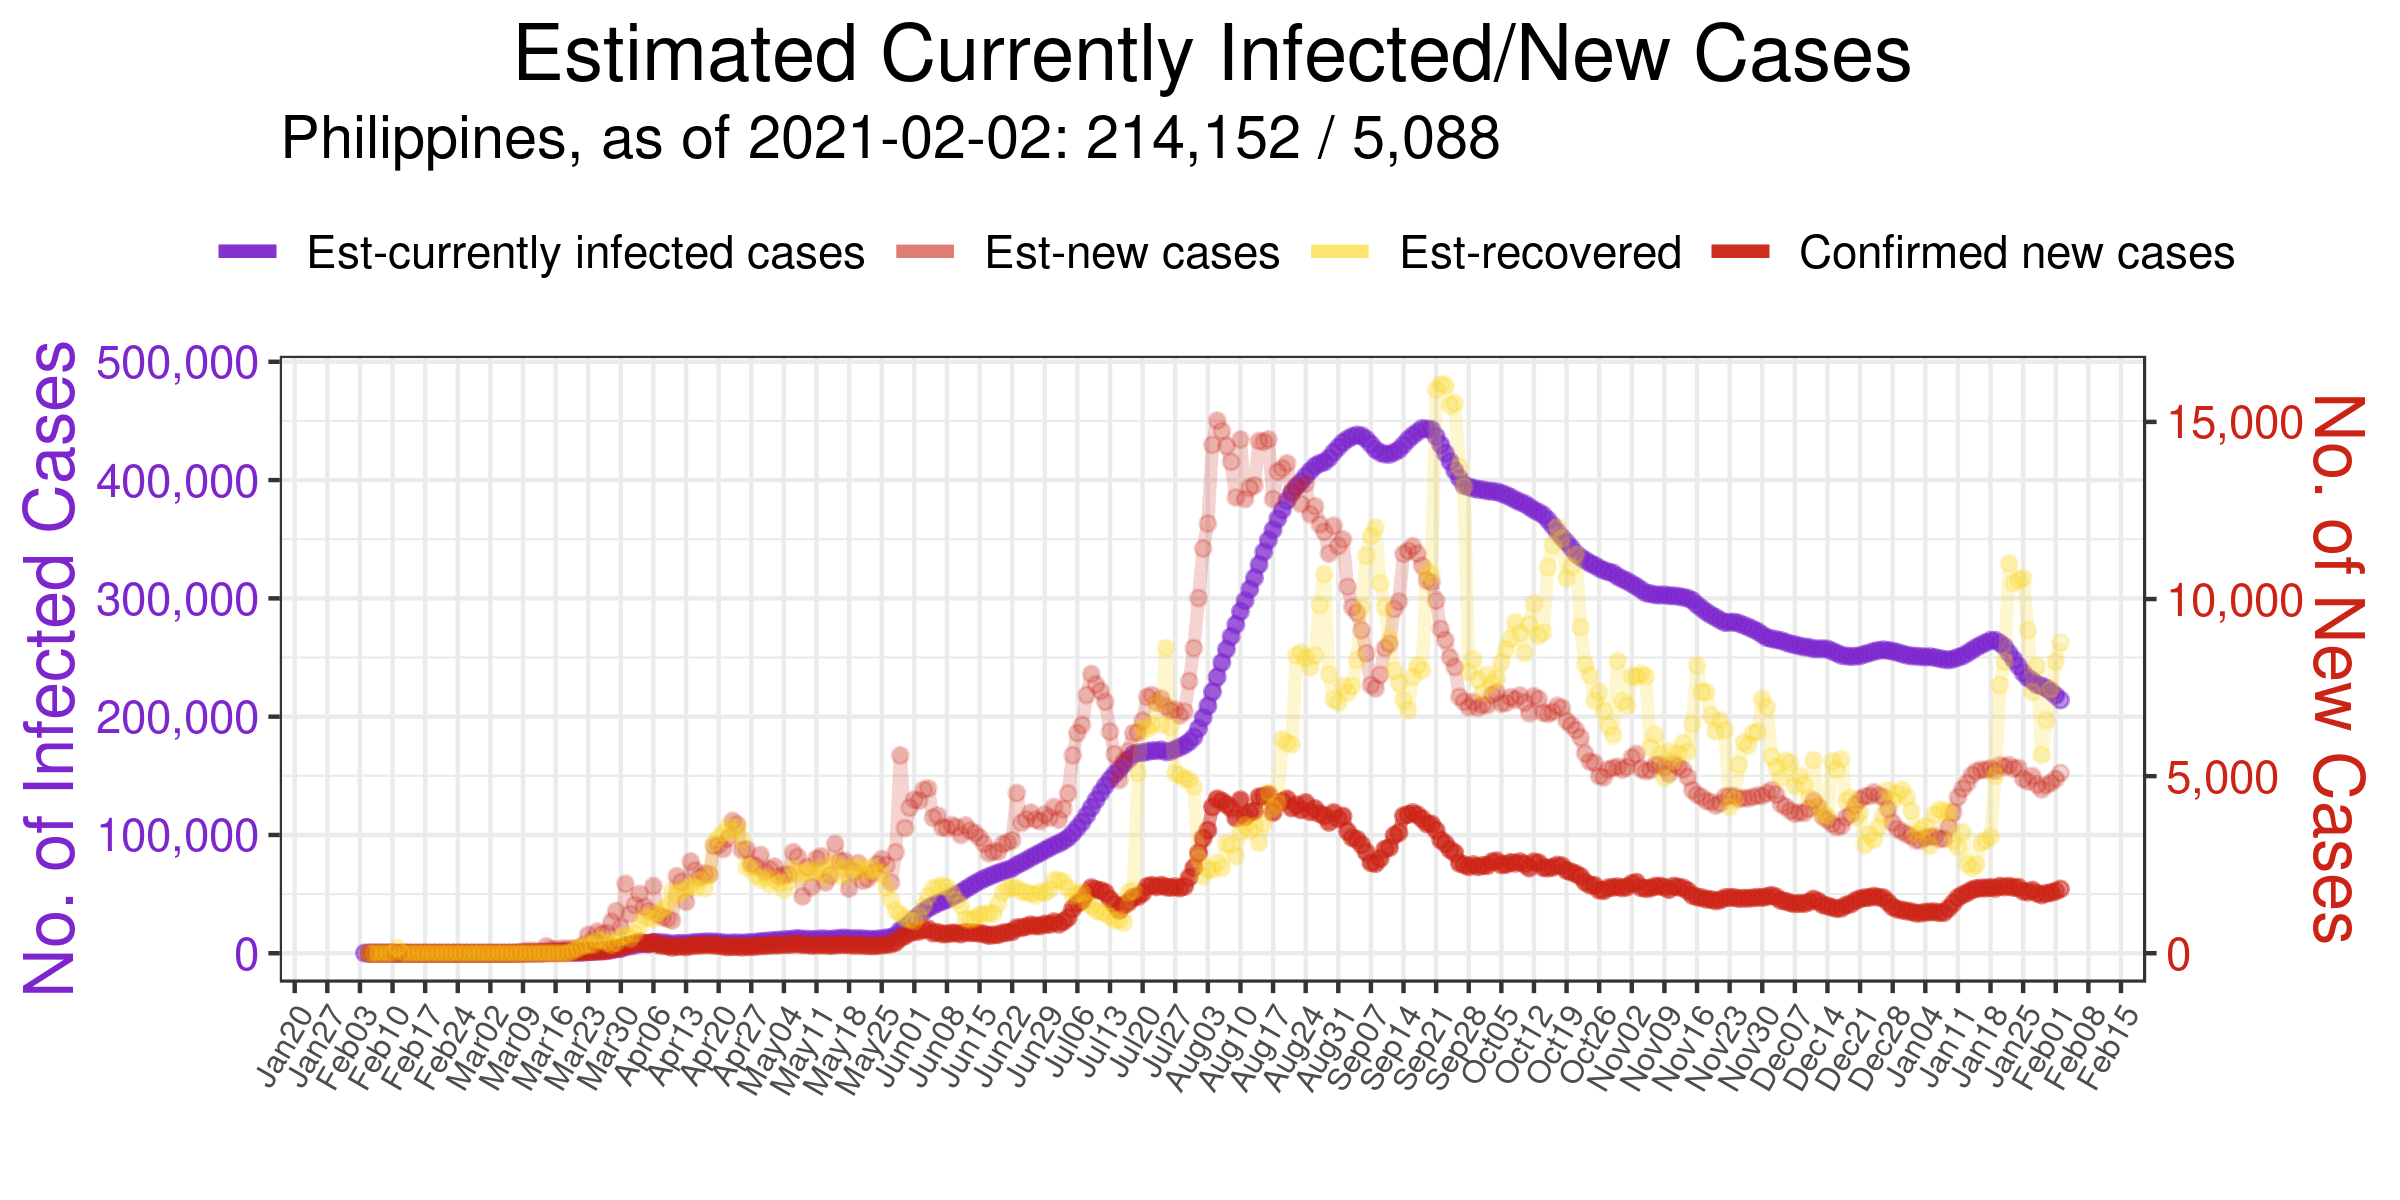 Estimated Currently Infected/New Cases
Philippines, as of 2021-02-02: 214,152 / 5,088
Est-currently infected cases Est-new cases Est-recovered Confirmed new cases
No. of Infected Cases
500,000
400,000
300,000
200,000
100,000
0
15,000
10,000
5,000
0
No. of New Cases
Jan20 Jan27 Feb03 Feb10 Feb17 Feb24 Mar02 Mar09 Mar16 Mar23 Mar30 Apr06 Apr13 Apr20 Apr27 May04 May11 May18 May25 Jun01 Jun08 Jun15 Jun22 Jun29 Jul06 Jul13 Jul20 Jul27 Aug03 Aug10 Aug17 Aug24 Aug31 Sep07 Sep14 Sep21 Sep28 Oct05 Oct12 Oct19 Oct26 Nov02 Nov09 Nov16 Nov23 Nov30 Dec07 Dec14 Dec21 Dec28 Jan04 Jan11 Jan18 Jan25 Feb01 Feb08 Feb15